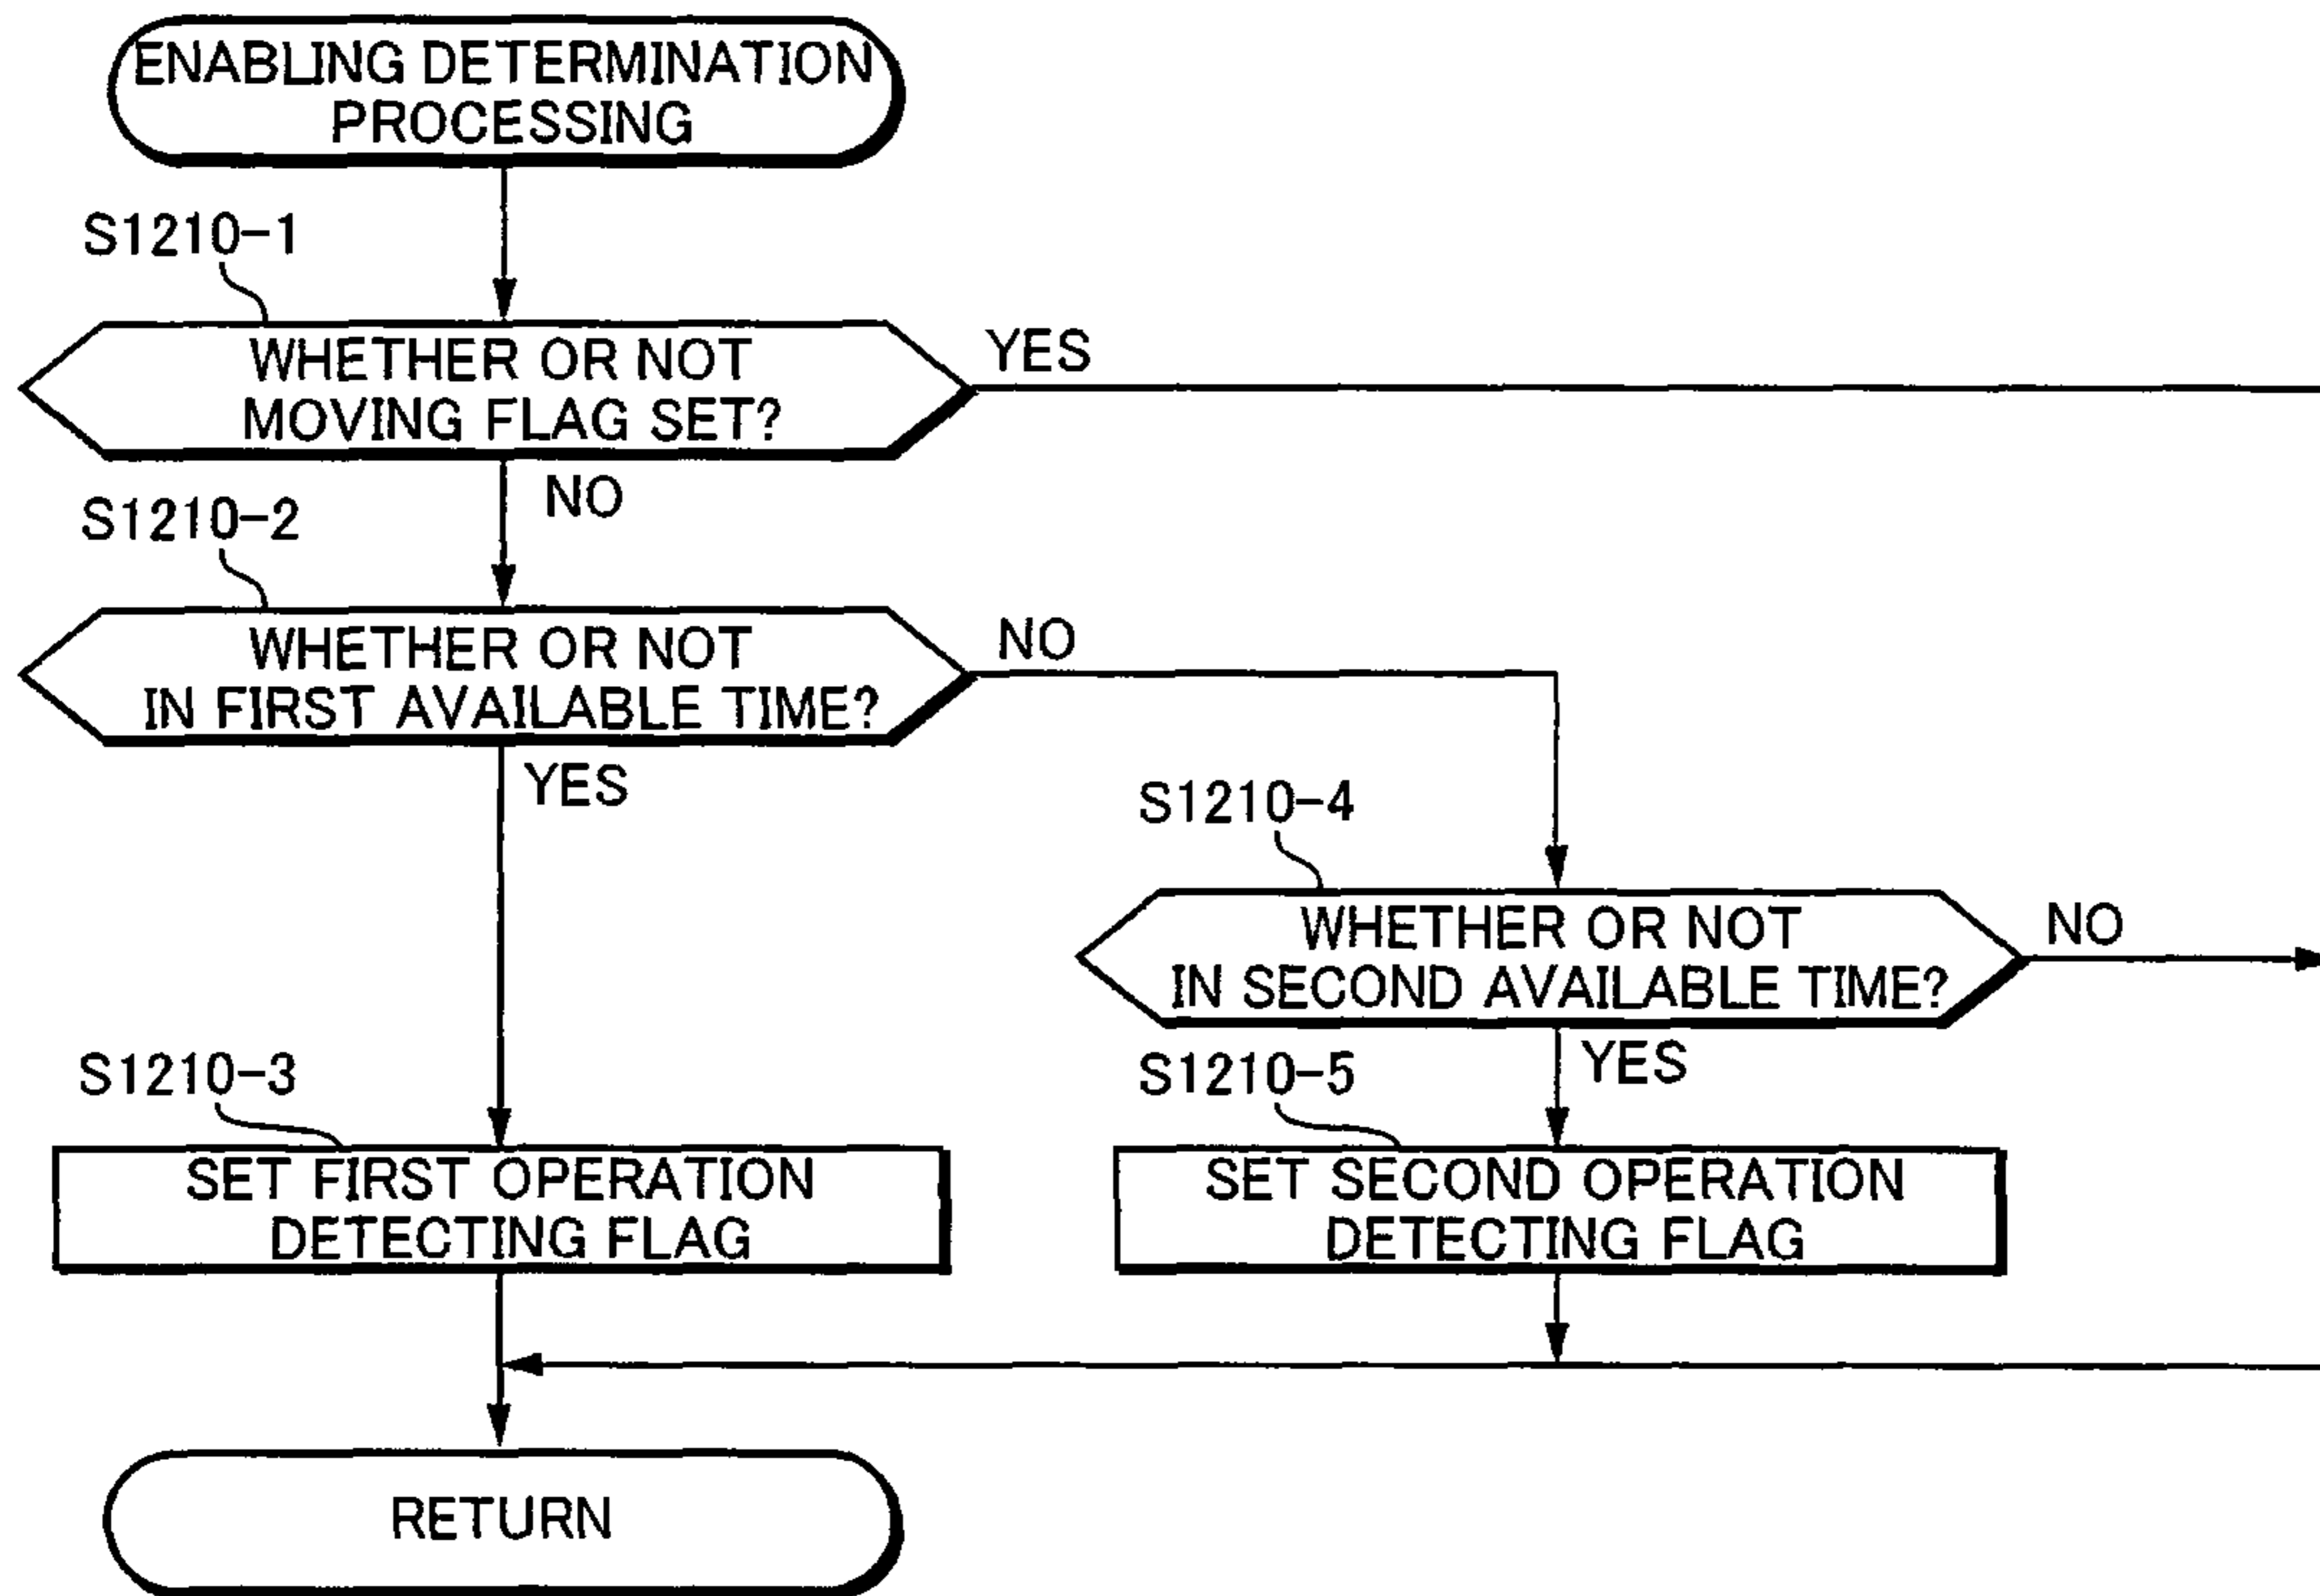 ENABLING DETERMINATION
PROCESSING
S1210-1
WHETHER OR NOT
MOVING FLAG SET?
YES
NO
S1210-2
WHETHER OR NOT
IN FIRST AVAILABLE TIME?
NO
YES
S1210-4
WHETHER OR NOT
IN SECOND AVAILABLE TIME?
NO
YES
S1210-3
SET FIRST OPERATION
DETECTING FLAG
S1210-5
SET SECOND OPERATION
DETECTING FLAG
RETURN